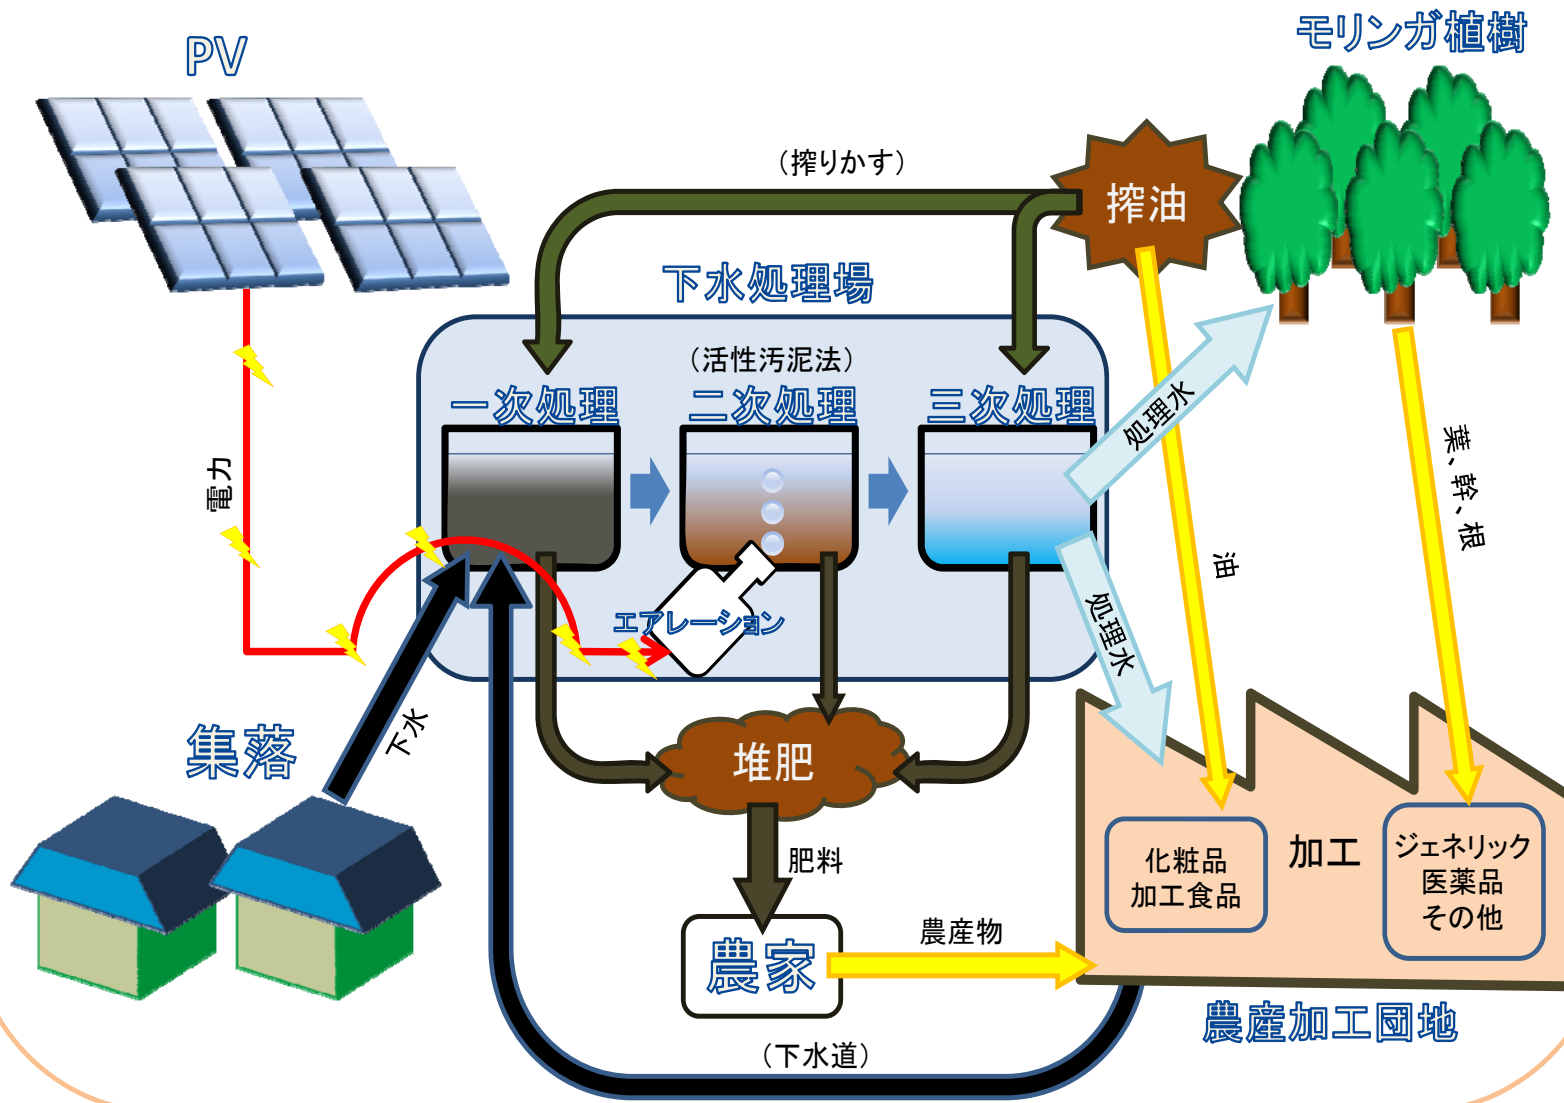 PV
モリンガ植樹
（搾りかす）
搾油
下水処理場
（活性汚泥法）
一次処理
二次処理
三次処理
処理水
電力
葉、幹、根
油
エアレーション
処理水
集落
下水
堆肥
肥料
化粧品
加工食品
加工
ジェネリック
医薬品
その他
農家
農産物
農産加工団地
（下水道）